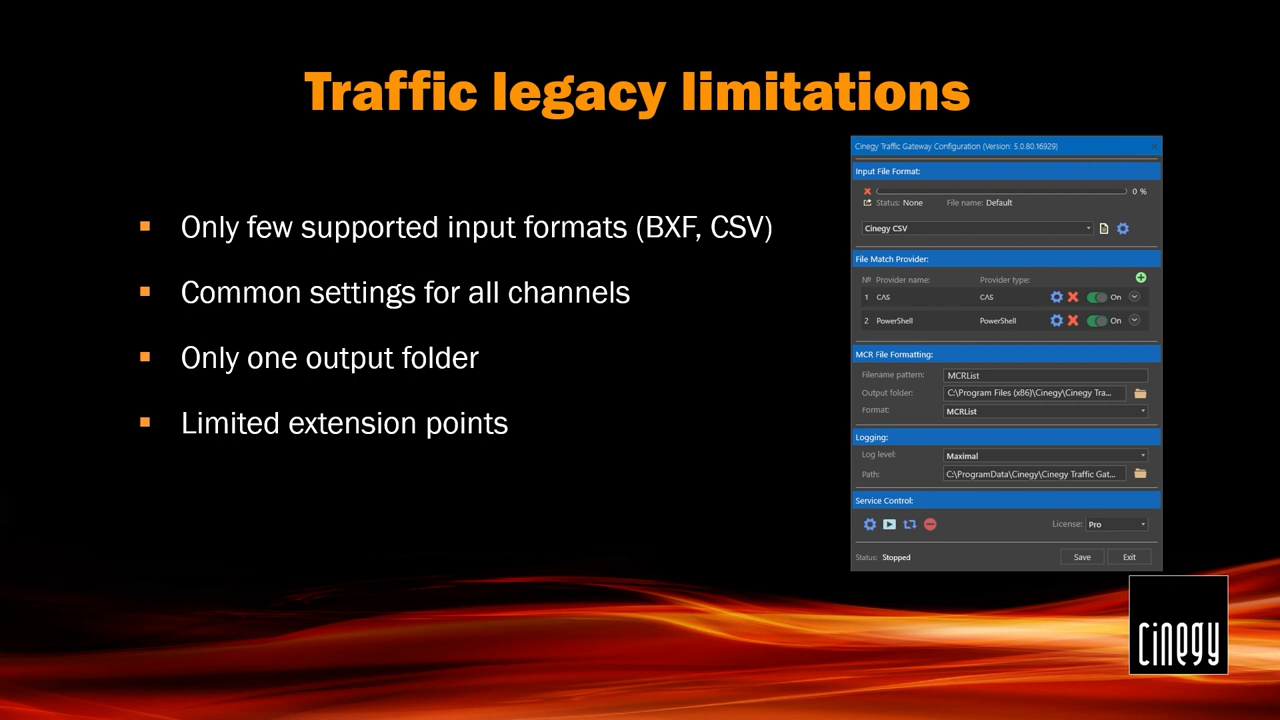 Traffic legacy limitations
Only few supported input formats (BXF, CSV)
Common settings for all channels
Only one output folder
Limited extension points
Cinegy Traffic Gateway Configuration (Version: 5.0.80.16929)
Input File Format:
0 %
Status: None File name: Default
Cinegy CSV
File Match Provider:
№ Provider name: Provider type:
1 CAS CAS On
2 PowerShell PowerShell On
MCR File Formatting:
Filename pattern: MCRList
Output folder: C:\Program Files (x86)\Cinegy\Cinegy Tra...
Format: MCRList
Logging:
Log level: Maximal
Path: C:\ProgramData\Cinegy\Cinegy Traffic Gat...
Service Control:
License: Pro
Status: Stopped Save Exit
cinegy